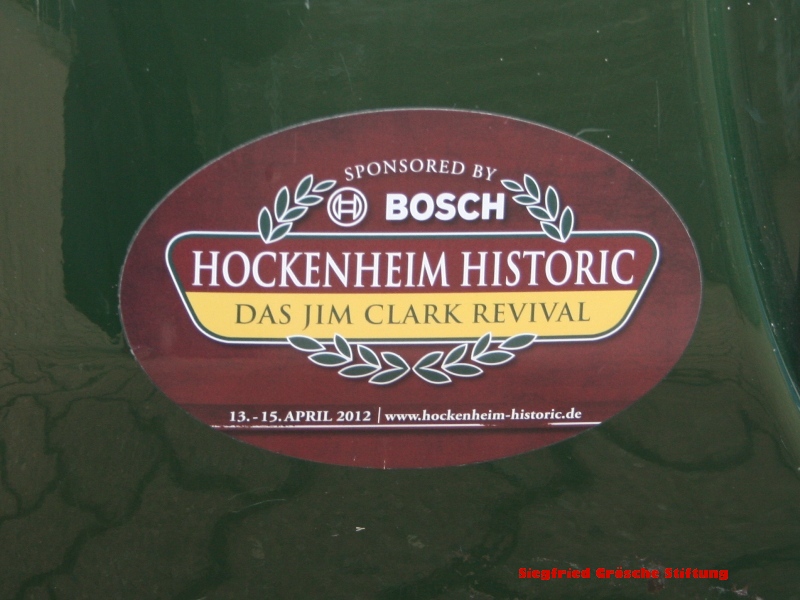 SPONSORED BY
BOSCH
HOCKENHEIM HISTORIC
DAS JIM CLARK REVIVAL
13. - 15. APRIL 2012 | www.hockenheim-historic.de
Siegfried Grösche Stiftung